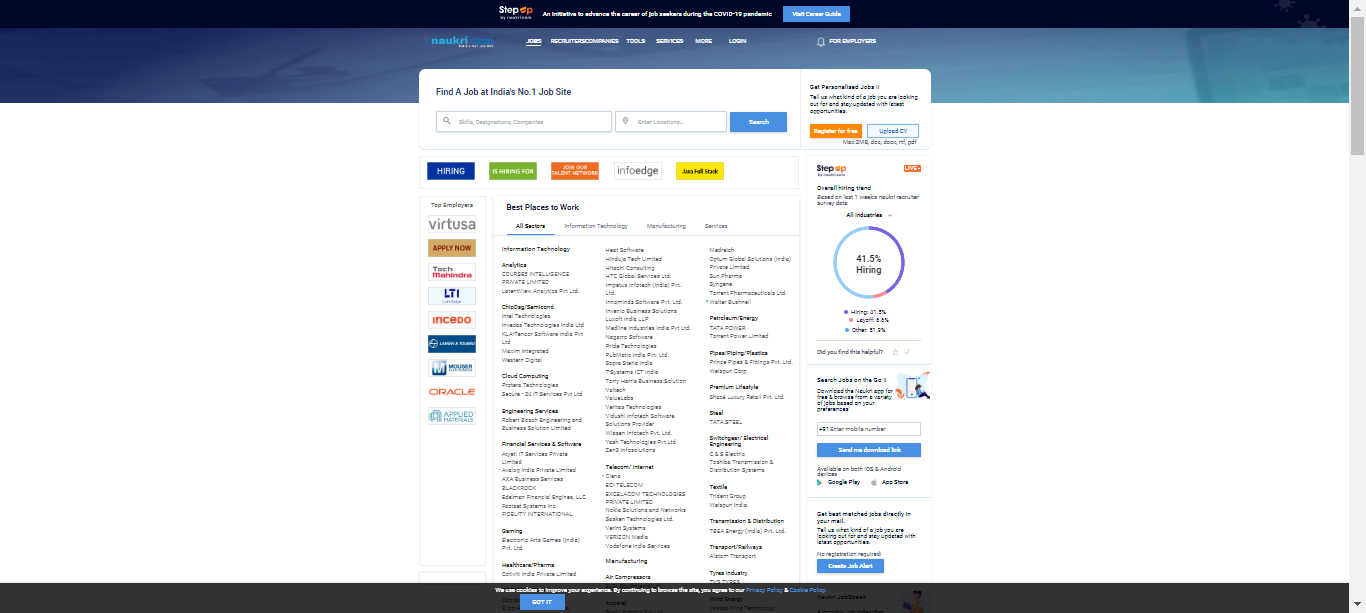 StepUp
by naukri.com
An initiative to advance the career of job seekers during the COVID-19 pandemic
Visit Career Guide
naukri.com
JOBS RECRUITERS COMPANIES TOOLS SERVICES MORE LOGIN
FOR EMPLOYERS
Find A Job at India's No.1 Job Site
Skills, Designations, Companies
Enter Locations...
Search
Get Personalised Jobs !!
Tell us what kind of a job you are looking
out for and stay updated with latest
opportunities.
Register for free
Upload CV
Max 2MB, doc, docx, rtf, pdf
HIRING
IS HIRING FOR
JOIN OUR
TALENT NETWORK
infoedge
Java Full Stack
Top Employers
virtusa
APPLY NOW
Tech
Mahindra
LTI
Let's Solve
INCEDO
LARSEN & TOUBRO
MOUSER
ELECTRONICS
ORACLE
APPLIED
MATERIALS
Best Places to Work
All Sectors
Information Technology
Manufacturing
Services
Information Technology
Analytics
COURSE5 INTELLIGENCE
PRIVATE LIMITED
LatentView Analytics Pvt Ltd.
ChipDsg/Semicond.
Intel Technologies
Invecas Technologies India Ltd
KLA/Tencor Software India Pvt
Ltd
Maxim Integrated
Western Digital
Cloud Computing
Protera Technologies
Secure - 24 IT Services Pvt Ltd
Engineering Services
Robert Bosch Engineering and
Business Solution Limited
Financial Services & Software
Atyeti IT Services Private
Limited
Avalog India Private Limited
AXA Business Services
BLACKROCK
Edelman Financial Engines, LLC
Factset Systems Inc.
FIDELITY INTERNATIONAL
Gaming
Electronic Arts Games (India)
Pvt. Ltd.
Healthcare/Pharma
Cotiviti India Private Limited
Heat Software
Hinduja Tech Limited
Hitachi Consulting
HTC Global Services Ltd.
Impetus Infotech (India) Pvt.
Ltd.
Innominds Software Pvt. Ltd.
Invenio Business Solutions
Luxoft India LLP
Medline Industries India Pvt Ltd.
Nagarro Software
Pride Technologies
PubMatic India Pvt. Ltd.
Sopra Steria India
T-Systems ICT India
Torry Harris Business Solution
Valtech
ValueLabs
Veritas Technologies
Vidushi Infotech Software
Solutions Provider
Wissen Infotech Pvt. Ltd.
Yash Technologies Pvt Ltd
Zen3 Infosolutions
Telecom/ Internet
Ciena
ECI TELECOM
EXCELACOM TECHNOLOGIES
PRIVATE LIMITED
Nokia Solutions and Networks
Sasken Technologies Ltd.
Verint Systems
VERIZON Media
Vodafone India Services
Manufacturing
Air Compressors
Apparel
Medreich
Optum Global Solutions (India)
Private Limited
Sun Pharma
Syngene
Torrent Pharmaceuticals Ltd.
Walter Bushnell
Petroleum/Energy
TATA POWER
Torrent Power Limited
Pipes/Piping/Plastics
Prince Pipes & Fittings Pvt. Ltd.
Welspun Corp
Premium Lifestyle
Shasé Luxury Retail Pvt. Ltd.
Steel
TATA STEEL
Switchgear/ Electrical
Engineering
C & S Electric
Toshiba Transmission &
Distribution Systems
Textile
Trident Group
Welspun India
Transmission & Distribution
TBEA Energy (India) Pvt. Ltd.
Transport/Railways
Alstom Transport
Tyres Industry
TVS TYRES
Wind Energy
Vestas Wind Technology
StepUp
by naukri.com
LIVE
Overall hiring trend
Based on last 1 week's naukri recruiter
survey data
All Industries
41.5%
Hiring
Hiring: 41.5%
Layoff: 6.6%
Other: 51.9%
Did you find this helpful?
Search Jobs on the Go !!
Download the Naukri app for
free & browse from a variety
of jobs based on your
preferences
+91 Enter mobile number
Send me download link
Available on both iOS & Android
devices
Google Play
App Store
Get best matched jobs directly in
your mail.
Tell us what kind of a job you are
looking out for and stay updated with
latest opportunities.
No registration required!
Create Job Alert
Naukri JobSpeak
We use cookies to improve your experience. By continuing to browse the site, you agree to our Privacy Policy & Cookie Policy.
GOT IT